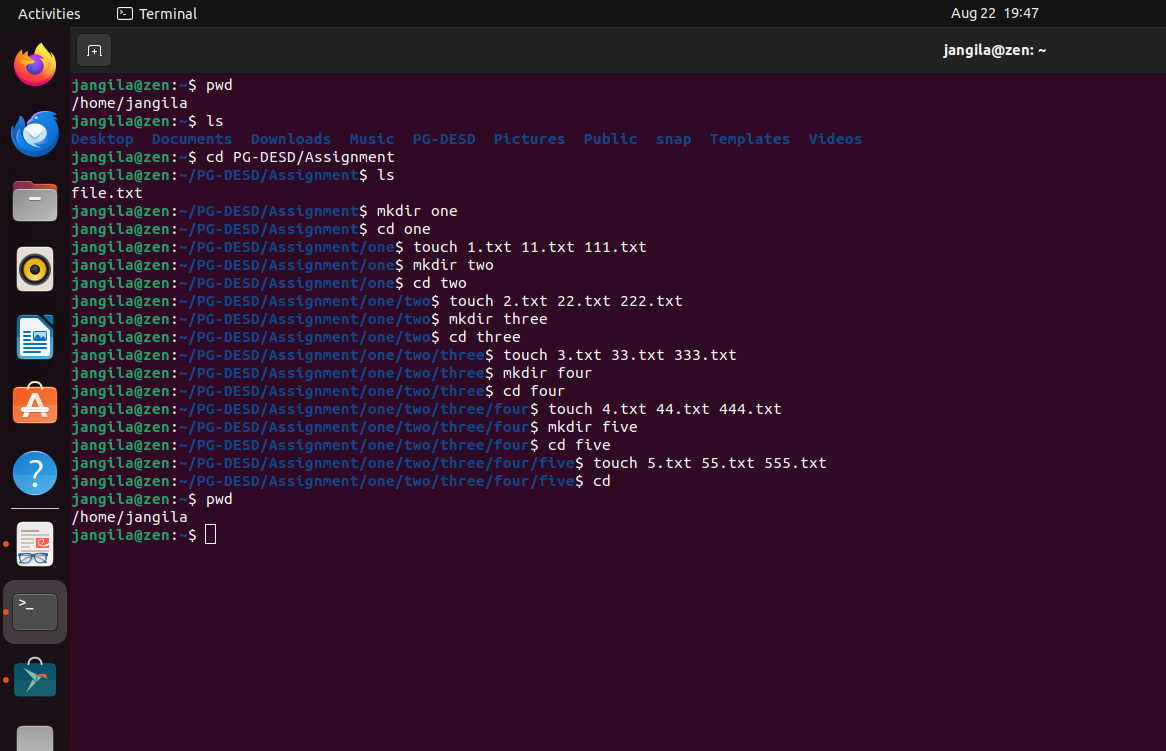 Activities Terminal Aug 22 19:47
jangila@zen: ~
jangila@zen:~$ pwd
/home/jangila
jangila@zen:~$ ls
Desktop Documents Downloads Music PG-DESD Pictures Public snap Templates Videos
jangila@zen:~$ cd PG-DESD/Assignment
jangila@zen:~/PG-DESD/Assignment$ ls
file.txt
jangila@zen:~/PG-DESD/Assignment$ mkdir one
jangila@zen:~/PG-DESD/Assignment$ cd one
jangila@zen:~/PG-DESD/Assignment/one$ touch 1.txt 11.txt 111.txt
jangila@zen:~/PG-DESD/Assignment/one$ mkdir two
jangila@zen:~/PG-DESD/Assignment/one$ cd two
jangila@zen:~/PG-DESD/Assignment/one/two$ touch 2.txt 22.txt 222.txt
jangila@zen:~/PG-DESD/Assignment/one/two$ mkdir three
jangila@zen:~/PG-DESD/Assignment/one/two$ cd three
jangila@zen:~/PG-DESD/Assignment/one/two/three$ touch 3.txt 33.txt 333.txt
jangila@zen:~/PG-DESD/Assignment/one/two/three$ mkdir four
jangila@zen:~/PG-DESD/Assignment/one/two/three$ cd four
jangila@zen:~/PG-DESD/Assignment/one/two/three/four$ touch 4.txt 44.txt 444.txt
jangila@zen:~/PG-DESD/Assignment/one/two/three/four$ mkdir five
jangila@zen:~/PG-DESD/Assignment/one/two/three/four$ cd five
jangila@zen:~/PG-DESD/Assignment/one/two/three/four/five$ touch 5.txt 55.txt 555.txt
jangila@zen:~/PG-DESD/Assignment/one/two/three/four/five$ cd
jangila@zen:~$ pwd
/home/jangila
jangila@zen:~$